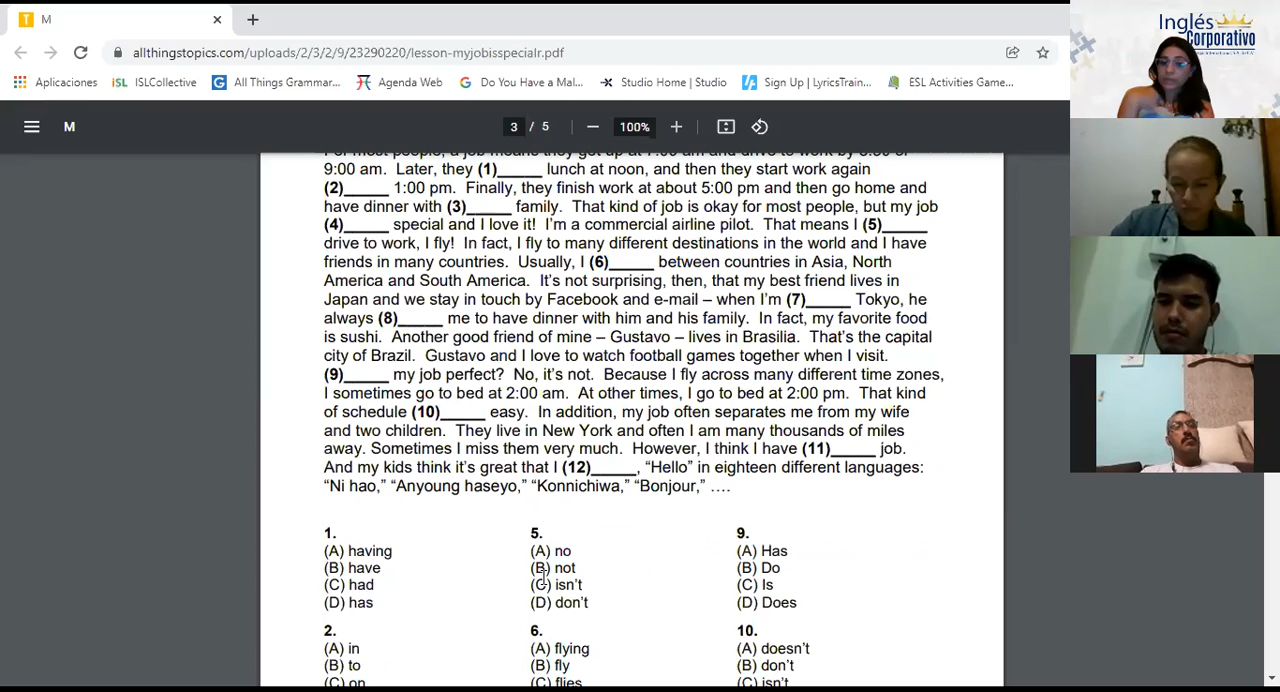 M
allthingstopics.com/uploads/2/3/2/9/23290220/lesson-myjobisspecialr.pdf
Aplicaciones iSL ISLCollective G All Things Grammar... Agenda Web G Do You Have a Mal... Studio Home | Studio Sign Up | LyricsTrain... ESL Activities Game...
M 3 / 5 100%
Inglés
Corporativo
9:00 am. Later, they (1)_____ lunch at noon, and then they start work again
(2)_____ 1:00 pm. Finally, they finish work at about 5:00 pm and then go home and
have dinner with (3)_____ family. That kind of job is okay for most people, but my job
(4)_____ special and I love it! I'm a commercial airline pilot. That means I (5)_____
drive to work, I fly! In fact, I fly to many different destinations in the world and I have
friends in many countries. Usually, I (6)_____ between countries in Asia, North
America and South America. It's not surprising, then, that my best friend lives in
Japan and we stay in touch by Facebook and e-mail – when I'm (7)_____ Tokyo, he
always (8)_____ me to have dinner with him and his family. In fact, my favorite food
is sushi. Another good friend of mine – Gustavo – lives in Brasilia. That's the capital
city of Brazil. Gustavo and I love to watch football games together when I visit.
(9)_____ my job perfect? No, it's not. Because I fly across many different time zones,
I sometimes go to bed at 2:00 am. At other times, I go to bed at 2:00 pm. That kind
of schedule (10)_____ easy. In addition, my job often separates me from my wife
and two children. They live in New York and often I am many thousands of miles
away. Sometimes I miss them very much. However, I think I have (11)_____ job.
And my kids think it's great that I (12)_____, “Hello” in eighteen different languages:
“Ni hao,” “Anyoung haseyo,” “Konnichiwa,” “Bonjour,” ….
1.
(A) having
(B) have
(C) had
(D) has
2.
(A) in
(B) to
(C) on
5.
(A) no
(B) not
(C) isn't
(D) don't
6.
(A) flying
(B) fly
(C) flies
9.
(A) Has
(B) Do
(C) Is
(D) Does
10.
(A) doesn't
(B) don't
(C) isn't